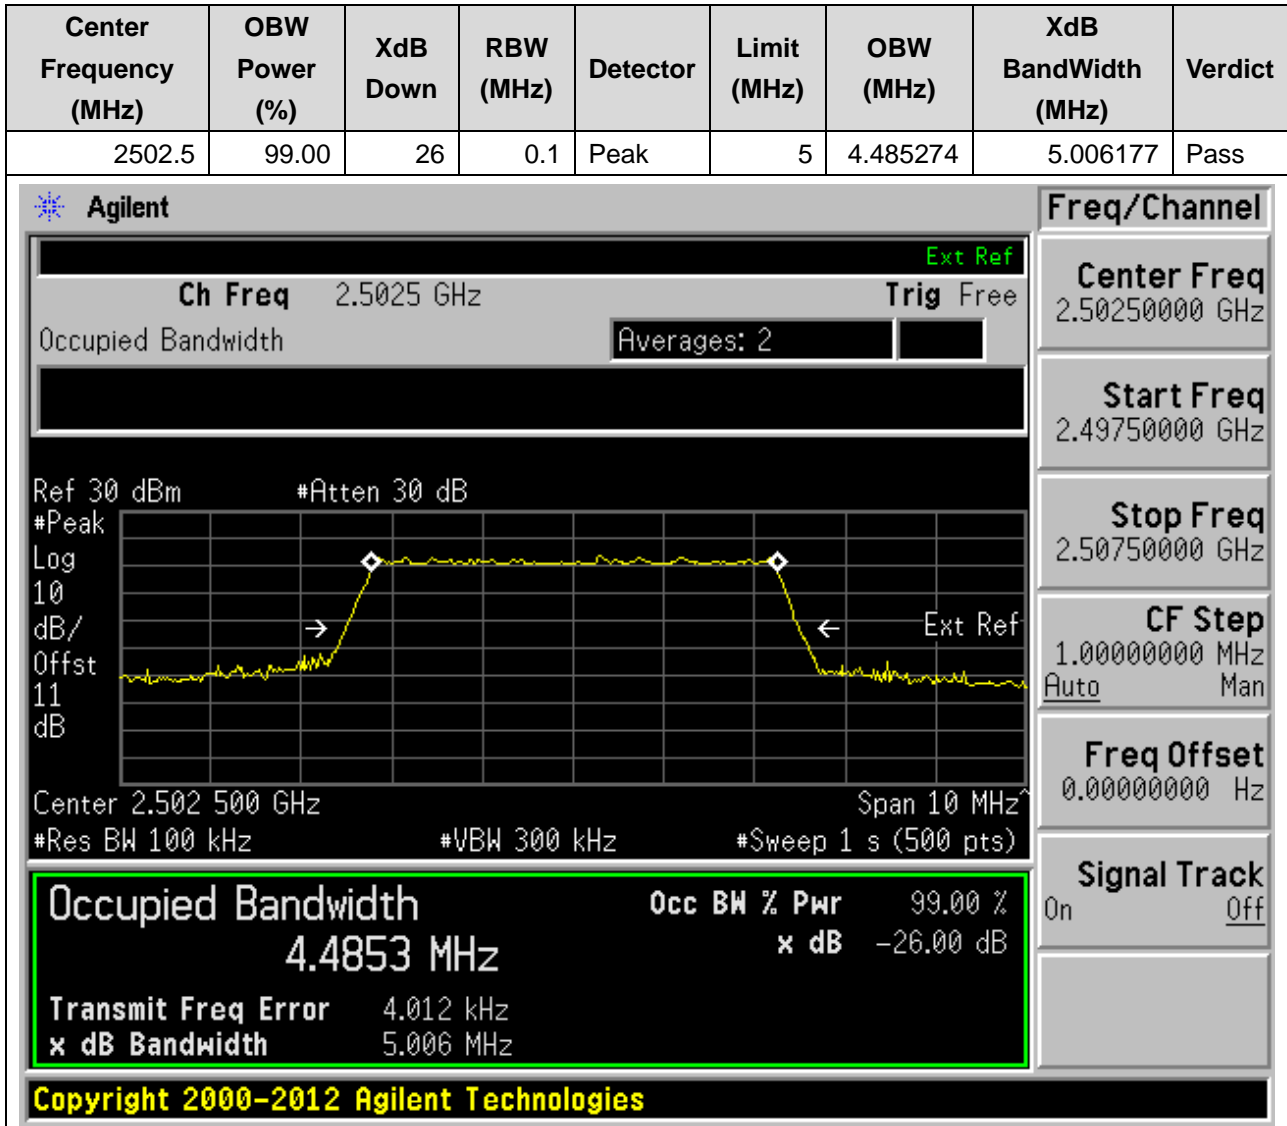 Center Frequency (MHz) OBW Power (%) XdB Down RBW (MHz) Detector Limit (MHz) OBW (MHz) XdB BandWidth (MHz) Verdict
2502.5 99.00 26 0.1 Peak 5 4.485274 5.006177 Pass
Agilent
Freq/Channel
Ext Ref
Ch Freq 2.5025 GHz Trig Free
Occupied Bandwidth Averages: 2
Center Freq
2.50250000 GHz
Start Freq
2.49750000 GHz
Stop Freq
2.50750000 GHz
CF Step
1.00000000 MHz
Auto Man
Freq Offset
0.00000000 Hz
Signal Track
On Off
Ref 30 dBm #Atten 30 dB
#Peak
Log
10
dB/
Offst
11
dB
Ext Ref
Center 2.502 500 GHz Span 10 MHz^
#Res BW 100 kHz #VBW 300 kHz #Sweep 1 s (500 pts)
Occupied Bandwidth
4.4853 MHz
Occ BW % Pwr 99.00 %
x dB -26.00 dB
Transmit Freq Error 4.012 kHz
x dB Bandwidth 5.006 MHz
Copyright 2000-2012 Agilent Technologies